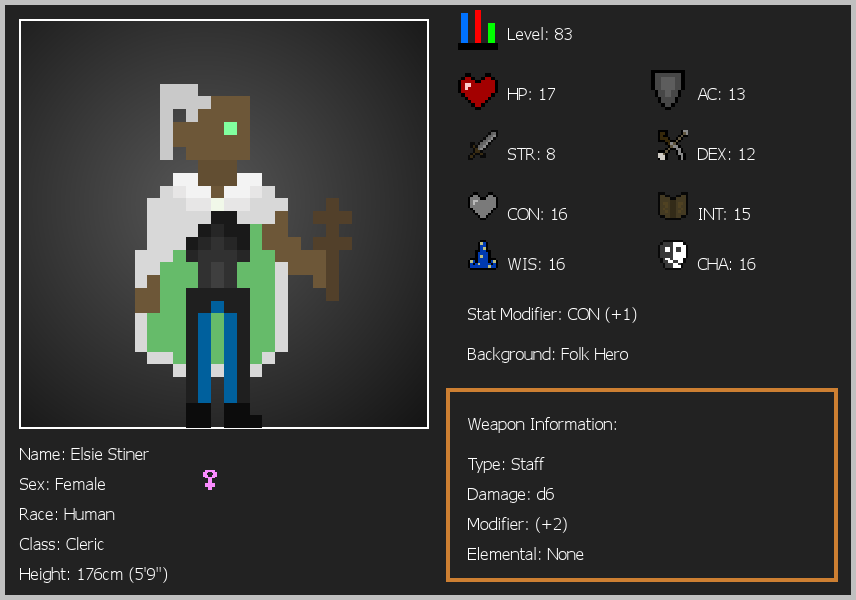 Level: 83
HP: 17
AC: 13
STR: 8
DEX: 12
CON: 16
INT: 15
WIS: 16
CHA: 16
Stat Modifier: CON (+1)
Background: Folk Hero
Weapon Information:
Type: Staff
Damage: d6
Modifier: (+2)
Elemental: None
Name: Elsie Stiner
Sex: Female
Race: Human
Class: Cleric
Height: 176cm (5'9")